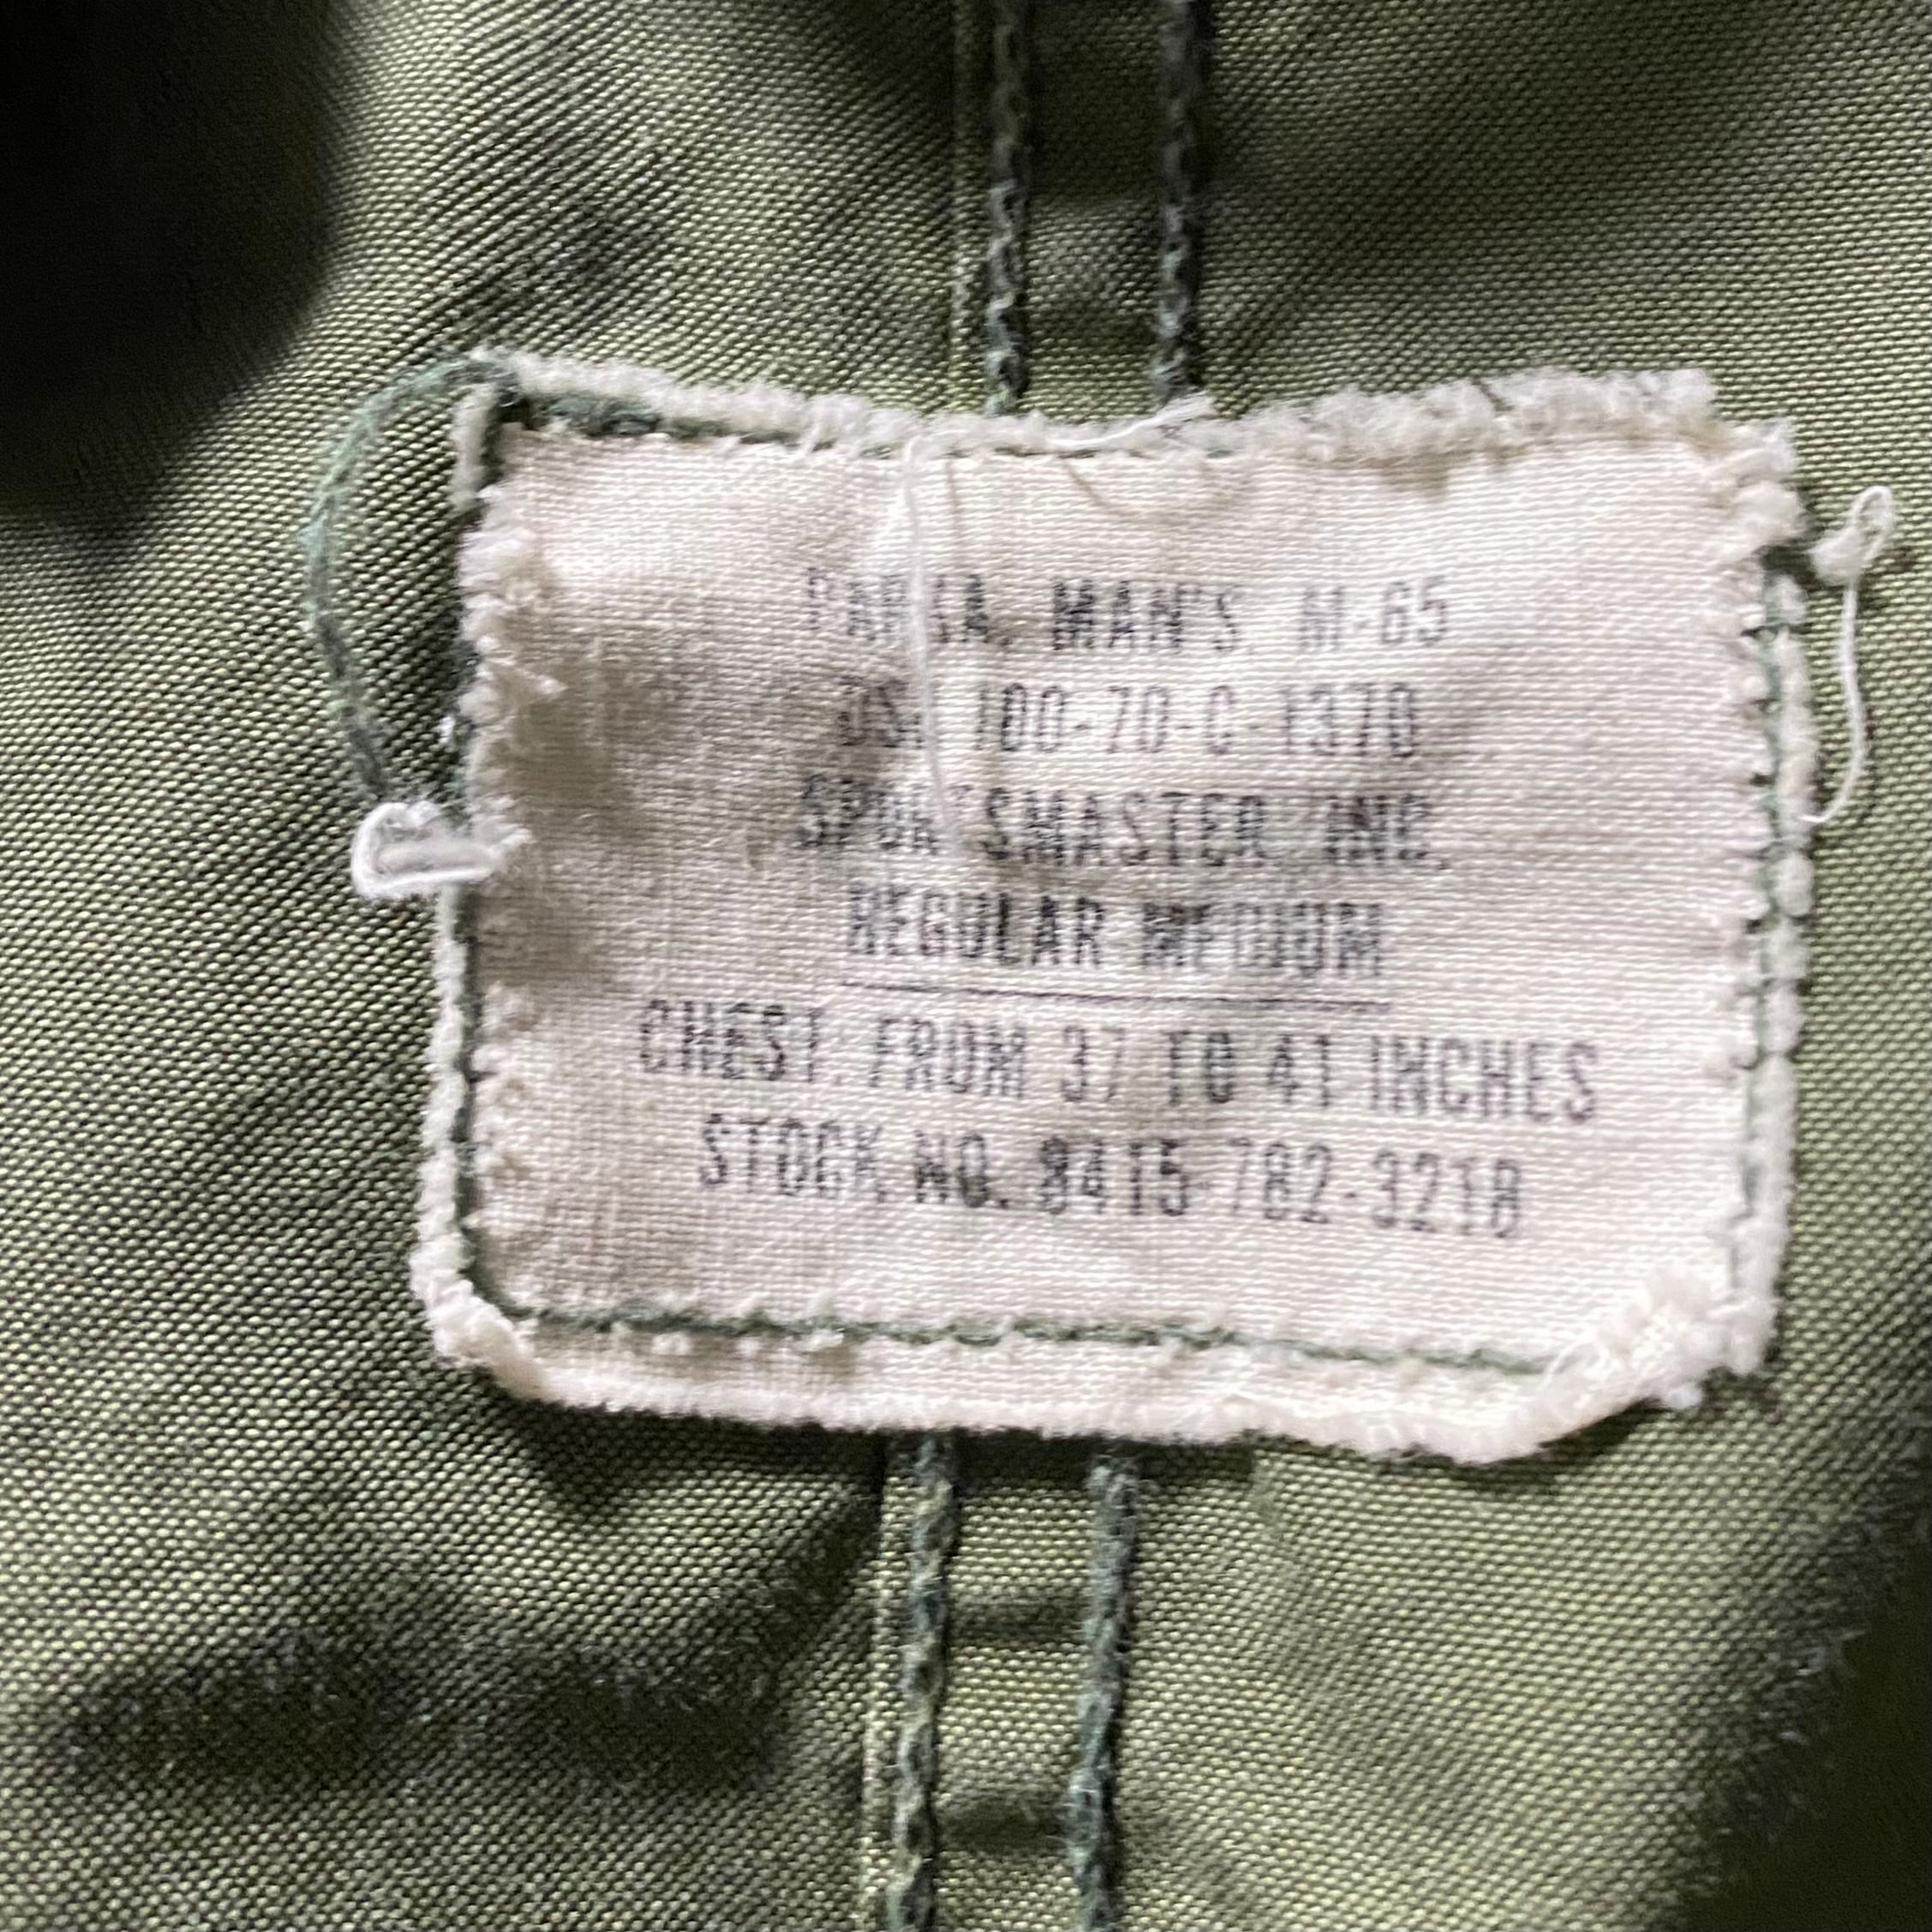 PARKA, MAN'S, M-65
DSA 100-70-C-1370
SPORTSMASTER, INC.
REGULAR MEDIUM
CHEST: FROM 37 TO 41 INCHES
STOCK NO. 8415-782-3218